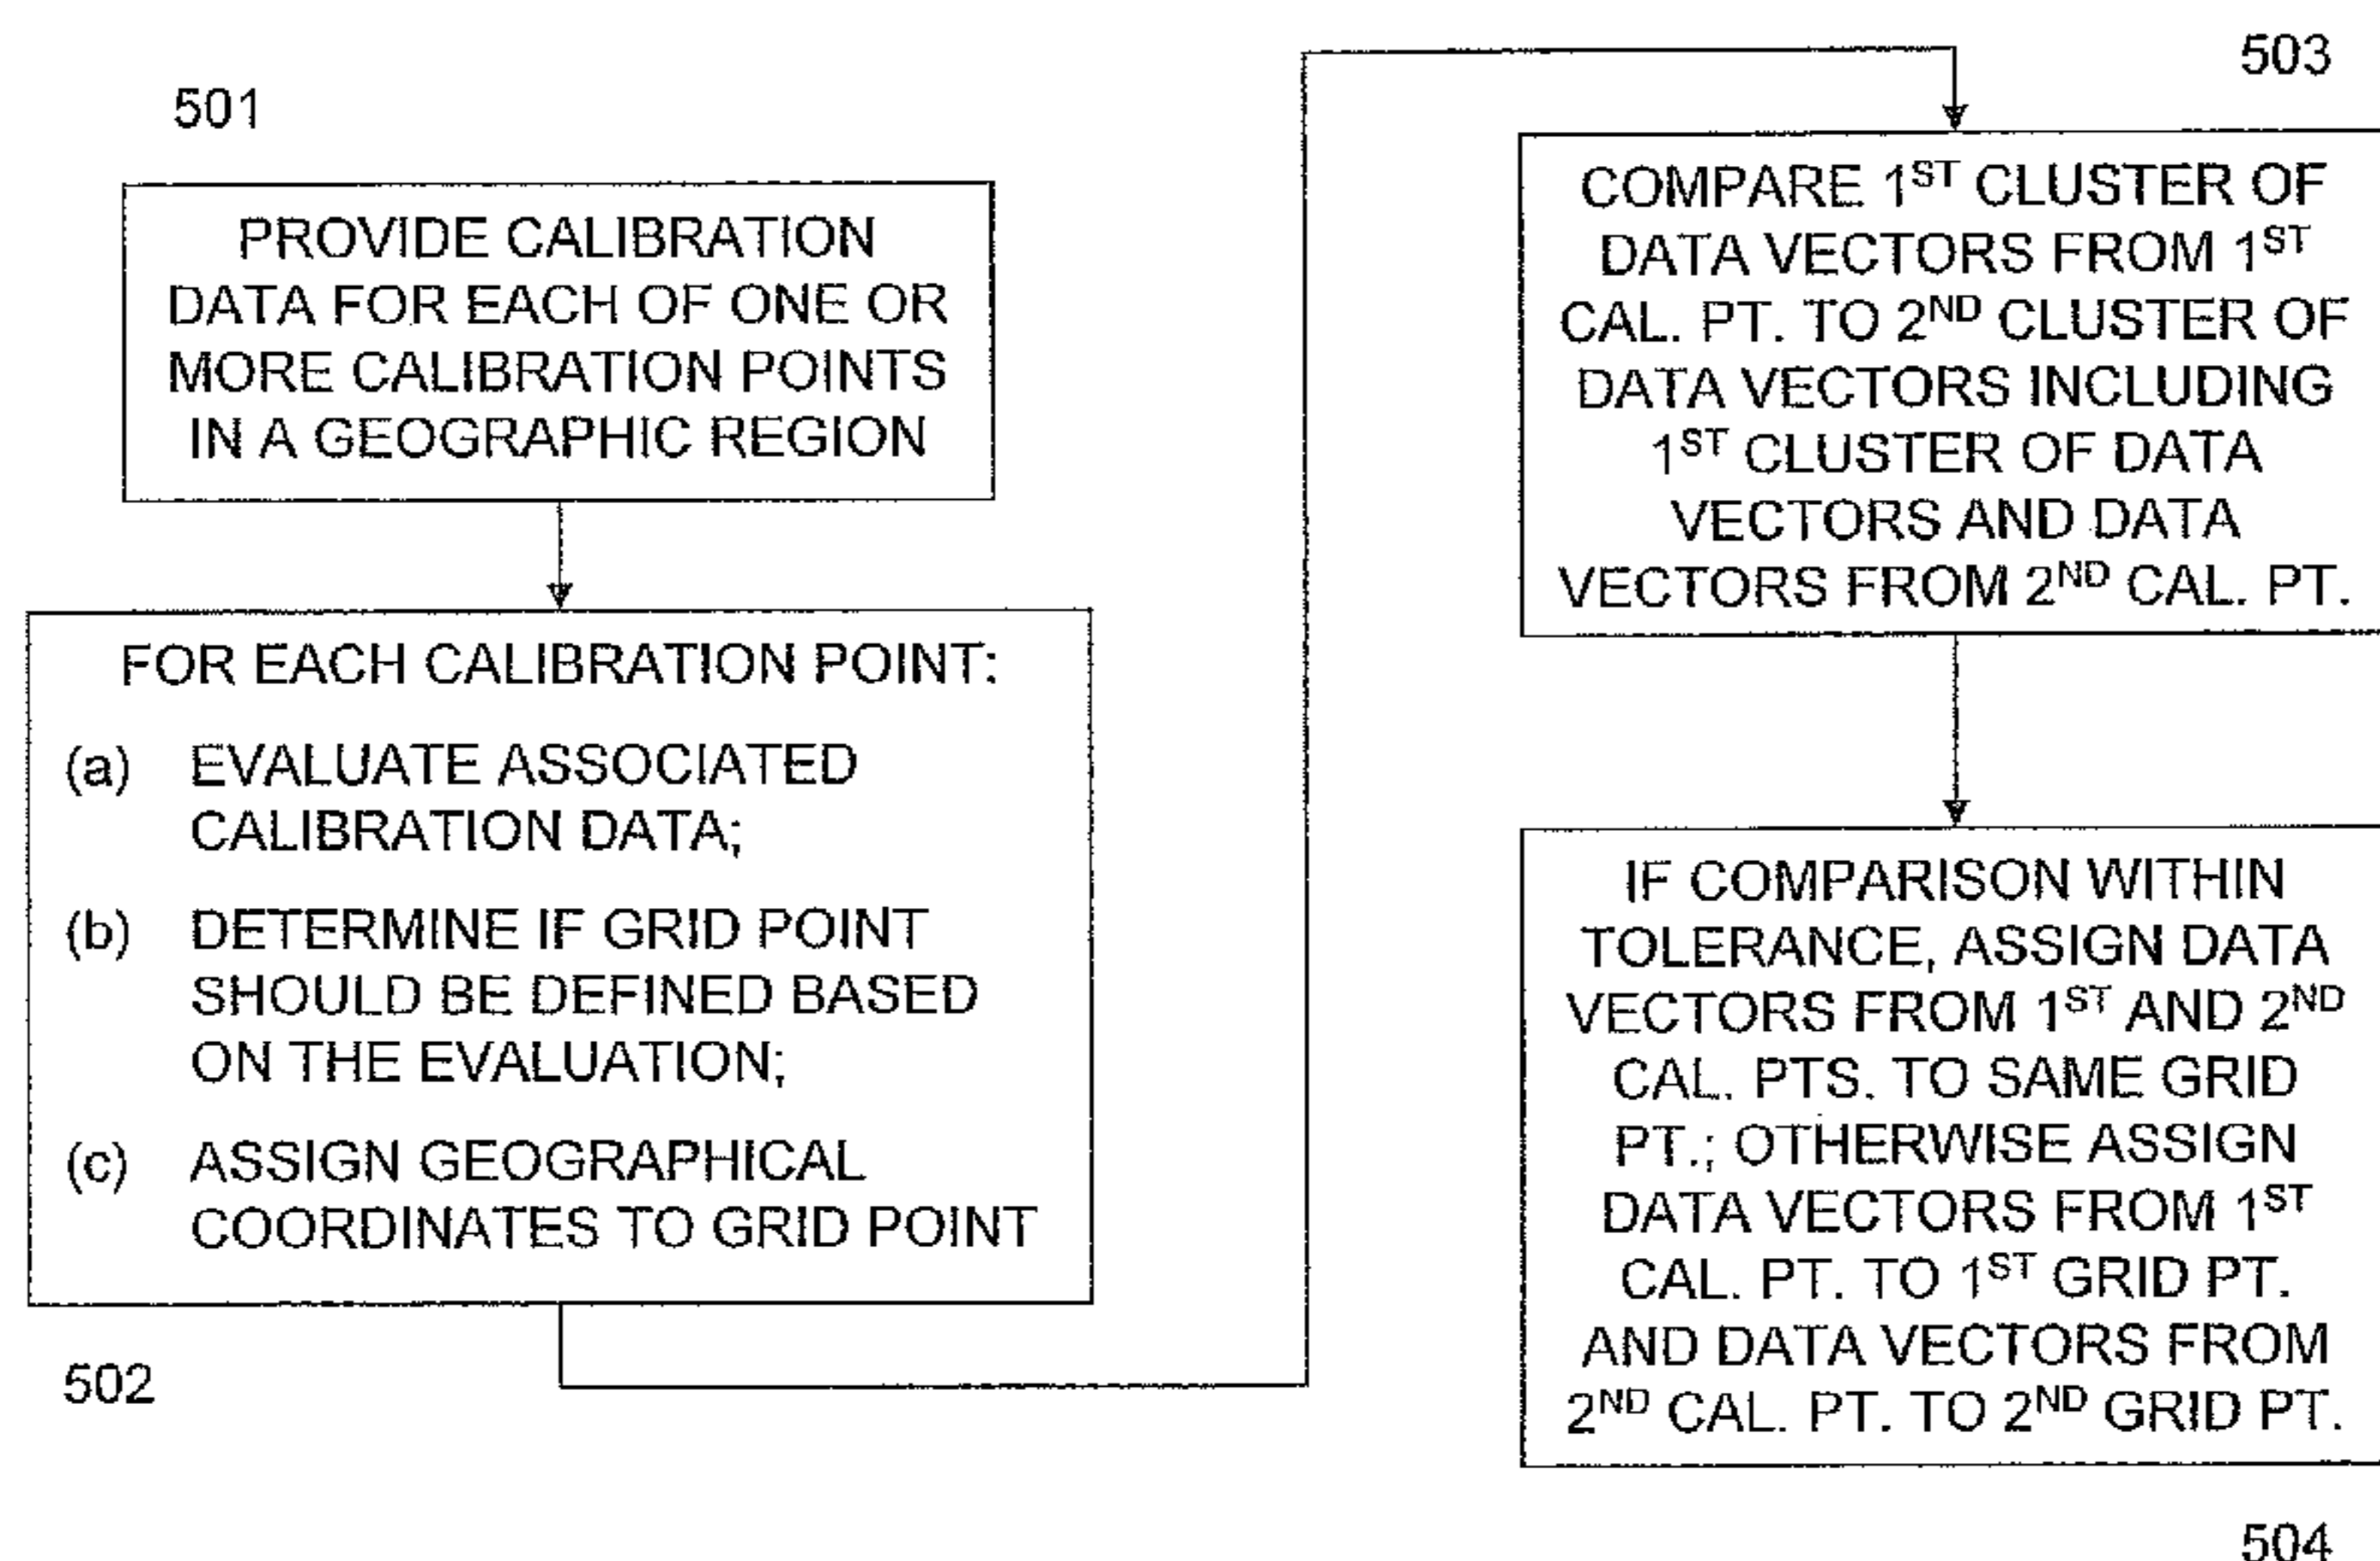 501
PROVIDE CALIBRATION
DATA FOR EACH OF ONE OR
MORE CALIBRATION POINTS
IN A GEOGRAPHIC REGION
FOR EACH CALIBRATION POINT:
(a) EVALUATE ASSOCIATED
CALIBRATION DATA;
(b) DETERMINE IF GRID POINT
SHOULD BE DEFINED BASED
ON THE EVALUATION;
(c) ASSIGN GEOGRAPHICAL
COORDINATES TO GRID POINT
502
503
COMPARE 1ST CLUSTER OF
DATA VECTORS FROM 1ST
CAL. PT. TO 2ND CLUSTER OF
DATA VECTORS INCLUDING
1ST CLUSTER OF DATA
VECTORS AND DATA
VECTORS FROM 2ND CAL. PT.
IF COMPARISON WITHIN
TOLERANCE, ASSIGN DATA
VECTORS FROM 1ST AND 2ND
CAL. PTS. TO SAME GRID
PT.; OTHERWISE ASSIGN
DATA VECTORS FROM 1ST
CAL. PT. TO 1ST GRID PT.
AND DATA VECTORS FROM
2ND CAL. PT. TO 2ND GRID PT.
504